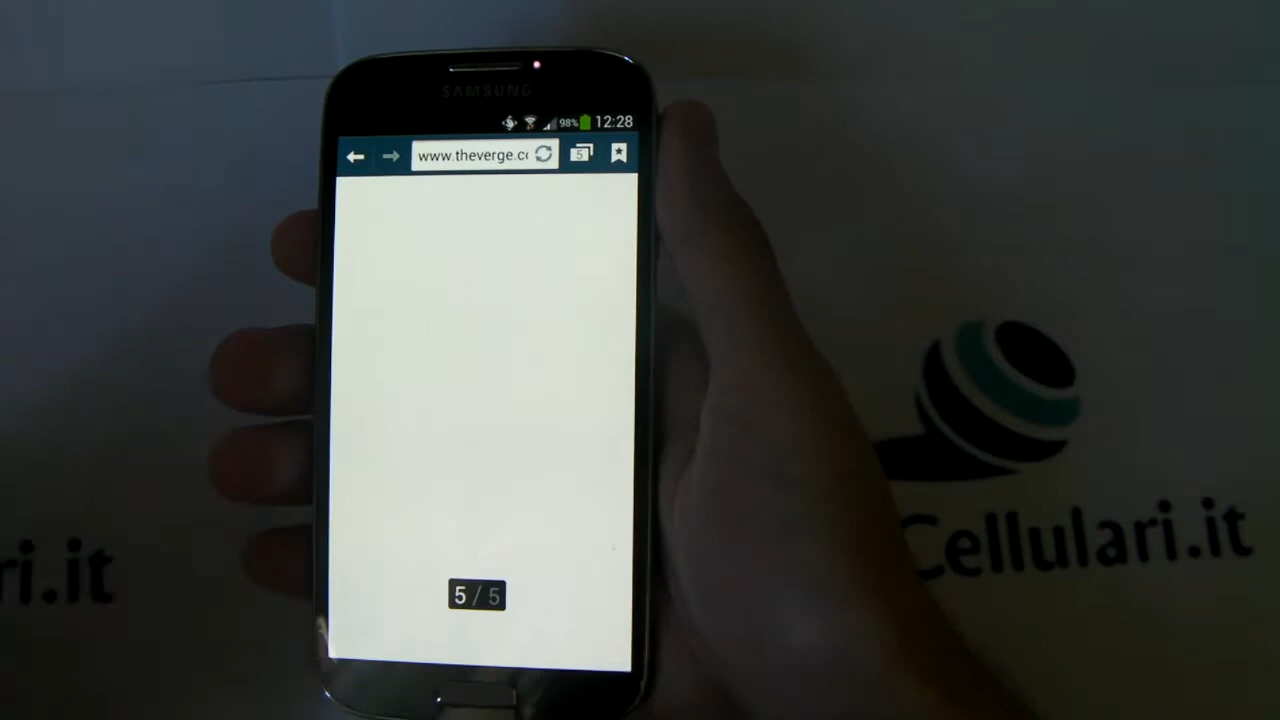 SAMSUNG
98% 12:28
www.theverge.co 5
5 / 5
Cellulari.it
ri.it